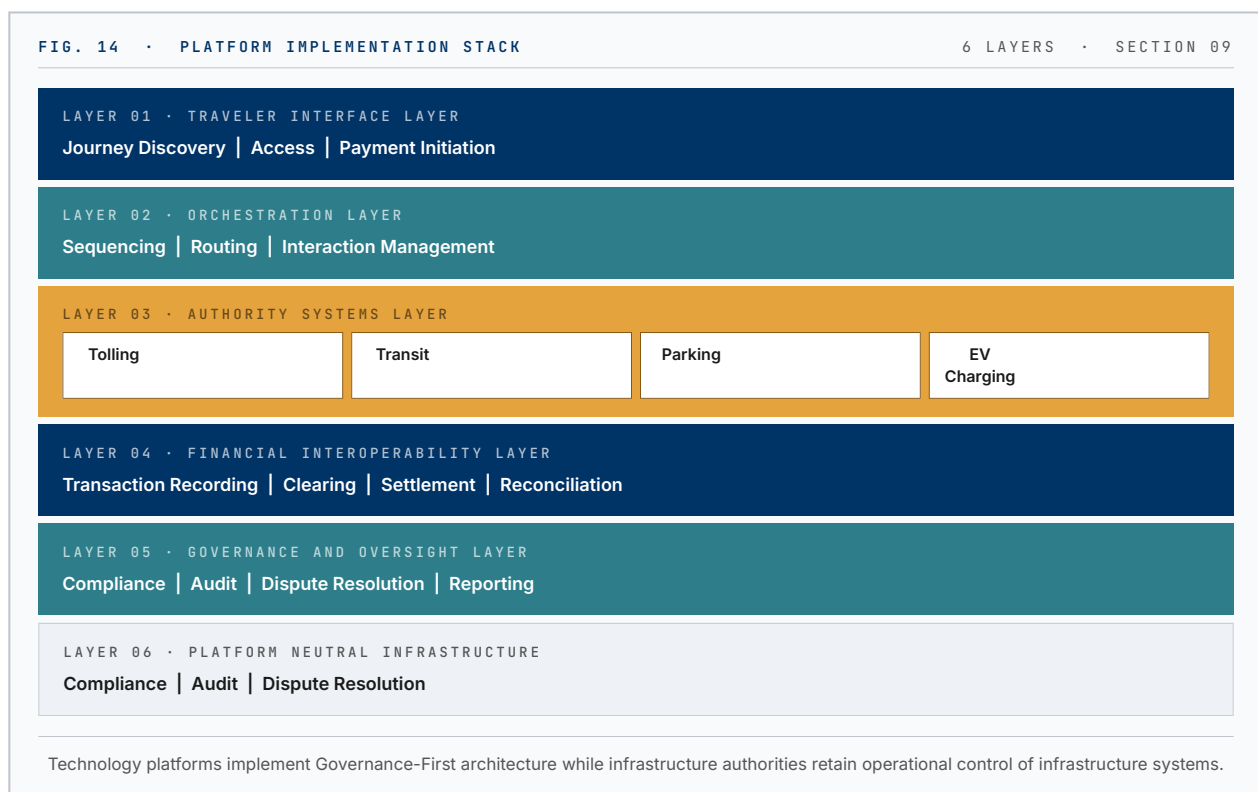 FIG. 14 · PLATFORM IMPLEMENTATION STACK
6 LAYERS · SECTION 09
LAYER 01 · TRAVELER INTERFACE LAYER
Journey Discovery | Access | Payment Initiation
LAYER 02 · ORCHESTRATION LAYER
Sequencing | Routing | Interaction Management
LAYER 03 · AUTHORITY SYSTEMS LAYER
Tolling
Transit
Parking
EV
Charging
LAYER 04 · FINANCIAL INTEROPERABILITY LAYER
Transaction Recording | Clearing | Settlement | Reconciliation
LAYER 05 · GOVERNANCE AND OVERSIGHT LAYER
Compliance | Audit | Dispute Resolution | Reporting
LAYER 06 · PLATFORM NEUTRAL INFRASTRUCTURE
Compliance | Audit | Dispute Resolution
Technology platforms implement Governance-First architecture while infrastructure authorities retain operational control of infrastructure systems.